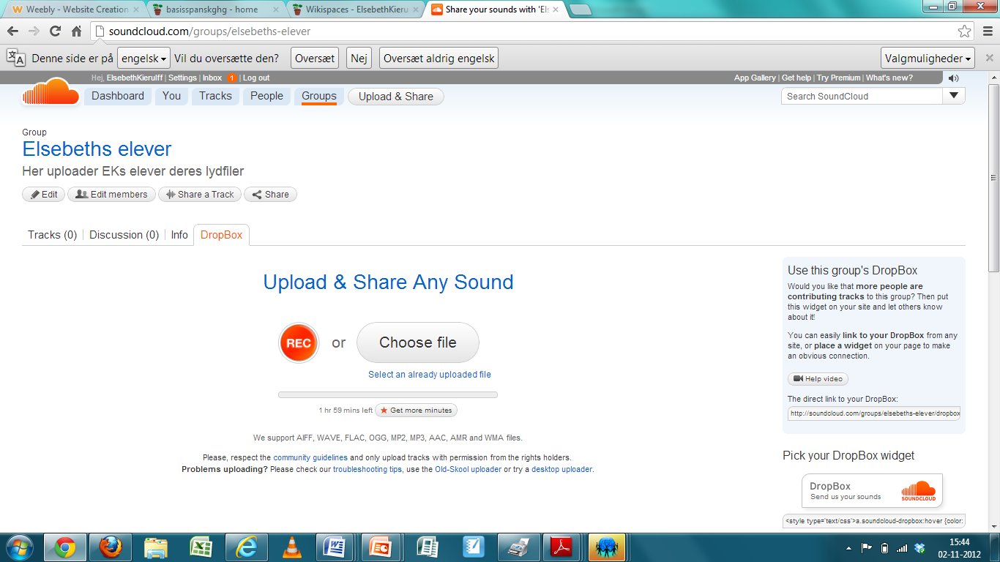 Weebly - Website Creation
basisspanskghg - home
Wikispaces - ElsebethKieru
Share your sounds with 'El
soundcloud.com/groups/elsebeths-elever
Denne side er på engelsk Vil du oversætte den? Oversæt Nej Oversæt aldrig engelsk Valgmuligheder
Hej, ElsebethKierulff | Settings | Inbox 1 | Log out App Gallery | Get help | Try Premium | What's new?
Dashboard You Tracks People Groups Upload & Share Search SoundCloud
Group
Elsebeths elever
Her uploader EKs elever deres lydfiler
Edit Edit members Share a Track Share
Tracks (0) Discussion (0) Info DropBox
Upload & Share Any Sound
REC or Choose file
Select an already uploaded file
1 hr 59 mins left Get more minutes
We support AIFF, WAVE, FLAC, OGG, MP2, MP3, AAC, AMR and WMA files.
Please, respect the community guidelines and only upload tracks with permission from the rights holders.
Problems uploading? Please check our troubleshooting tips, use the Old-Skool uploader or try a desktop uploader.
Use this group's DropBox
Would you like that more people are
contributing tracks to this group? Then put
this widget on your site and let others know
about it!
You can easily link to your DropBox from any
site, or place a widget on your page to make
an obvious connection.
Help video
The direct link to your DropBox:
http://soundcloud.com/groups/elsebeths-elever/dropbox
Pick your DropBox widget
DropBox
Send us your sounds
SOUNDCLOUD
<style type='text/css'>a.soundcloud-dropbox:hover {color:
15:44
02-11-2012